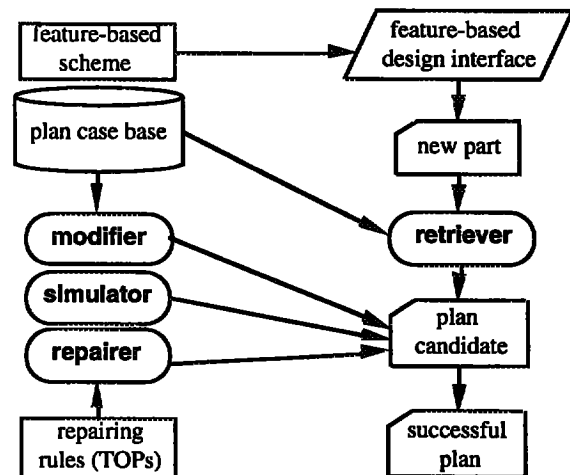 feature-based
scheme
feature-based
design interface
plan case base
new part
modifier
retriever
simulator
plan
candidate
repairer
repairing
rules (TOPs)
successful
plan